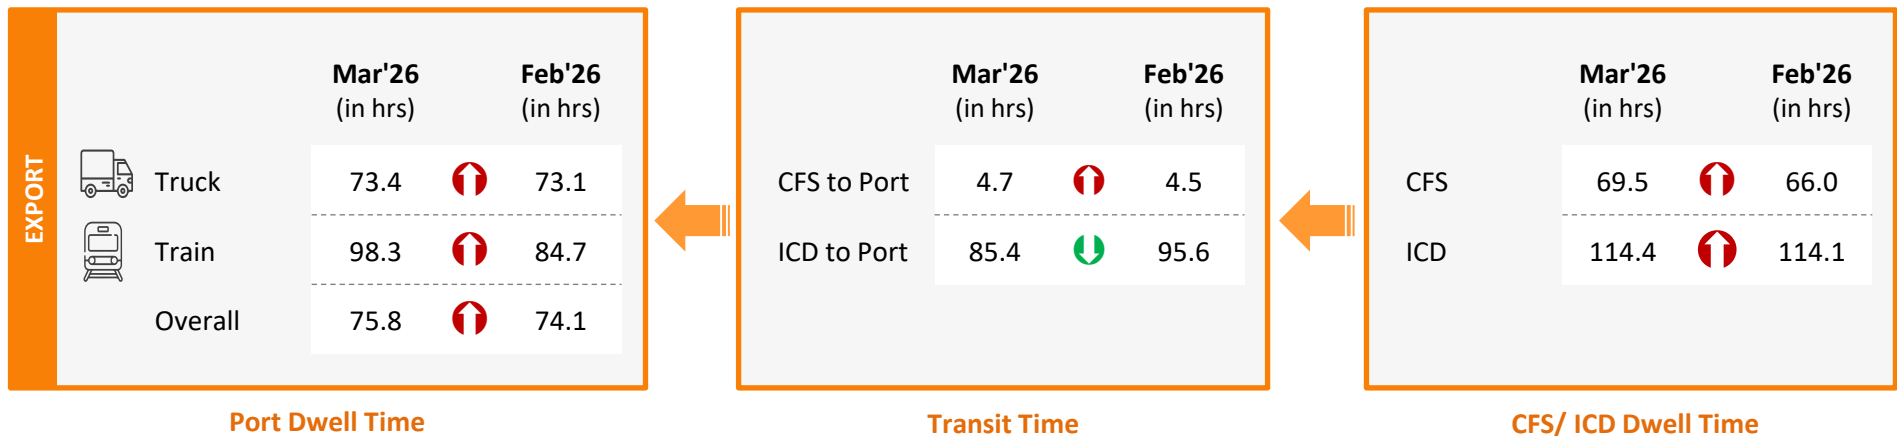 EXPORT
Mar'26 Feb'26
(in hrs) (in hrs)
Truck 73.4 73.1
Train 98.3 84.7
Overall 75.8 74.1
Port Dwell Time
Mar'26 Feb'26
(in hrs) (in hrs)
CFS to Port 4.7 4.5
ICD to Port 85.4 95.6
Transit Time
Mar'26 Feb'26
(in hrs) (in hrs)
CFS 69.5 66.0
ICD 114.4 114.1
CFS/ ICD Dwell Time